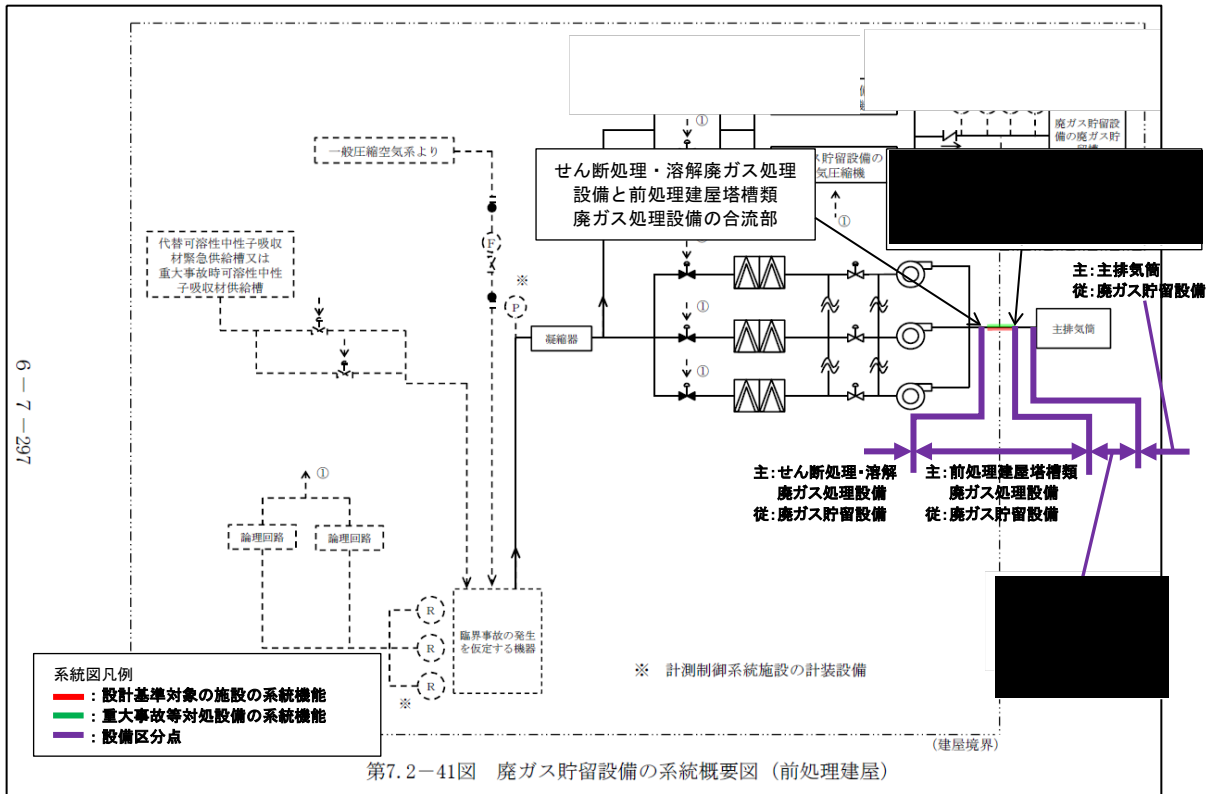 一般圧縮空気系より
代替可溶性中性子吸収
材緊急供給槽又は
重大事故時可溶性中性
子吸収材供給槽
※
F
P
凝縮器
①
廃ガス貯留設
備の廃ガス貯
せん断処理・溶解廃ガス処理
設備と前処理建屋塔槽類
廃ガス処理設備の合流部
ス貯留設備の
気圧縮機
①
①
①
①
主:主排気筒
従:廃ガス貯留設備
主排気筒
主:せん断処理・溶解
廃ガス処理設備
従:廃ガス貯留設備
主:前処理建屋塔槽類
廃ガス処理設備
従:廃ガス貯留設備
①
論理回路
論理回路
R
R
R
※
臨界事故の発生
を仮定する機器
※ 計測制御系統施設の計装設備
系統図凡例
:設計基準対象の施設の系統機能
:重大事故等対処設備の系統機能
:設備区分点
(建屋境界)
第7.2-41図 廃ガス貯留設備の系統概要図(前処理建屋)
6-7-297